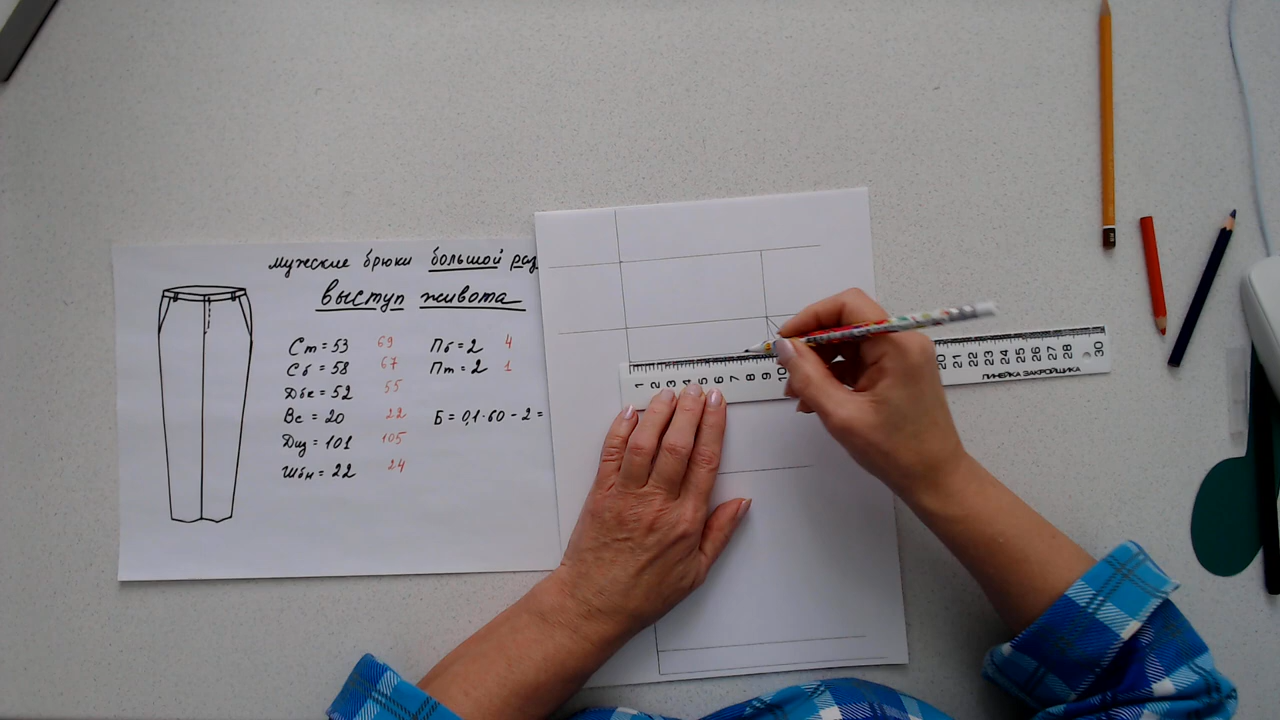 мужские брюки большой раз
выступ живота
Ст = 53 69 Пб = 2 4
Сб = 58 67 Пт = 2 1
Дбк = 52 55
Вс = 20 22 Б = 0,1·60 - 2 =
Диз = 101 105
Шбн = 22 24
1 2 3 4 5 6 7 8 9 10 20 21 22 23 24 25 26 27 28 30
ЛИНЕЙКА ЗАКРОЙЩИКА